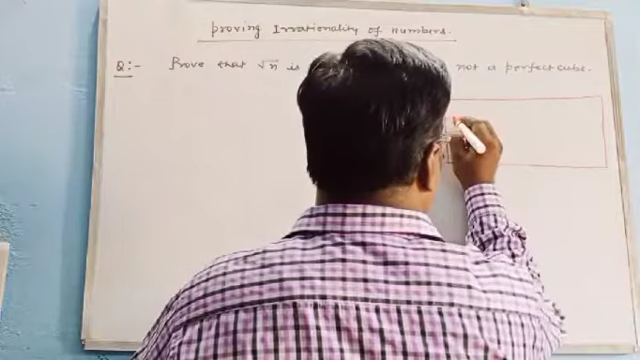 proving Irrationality of numbers.
Q:- Prove that √n is not a perfect cube.